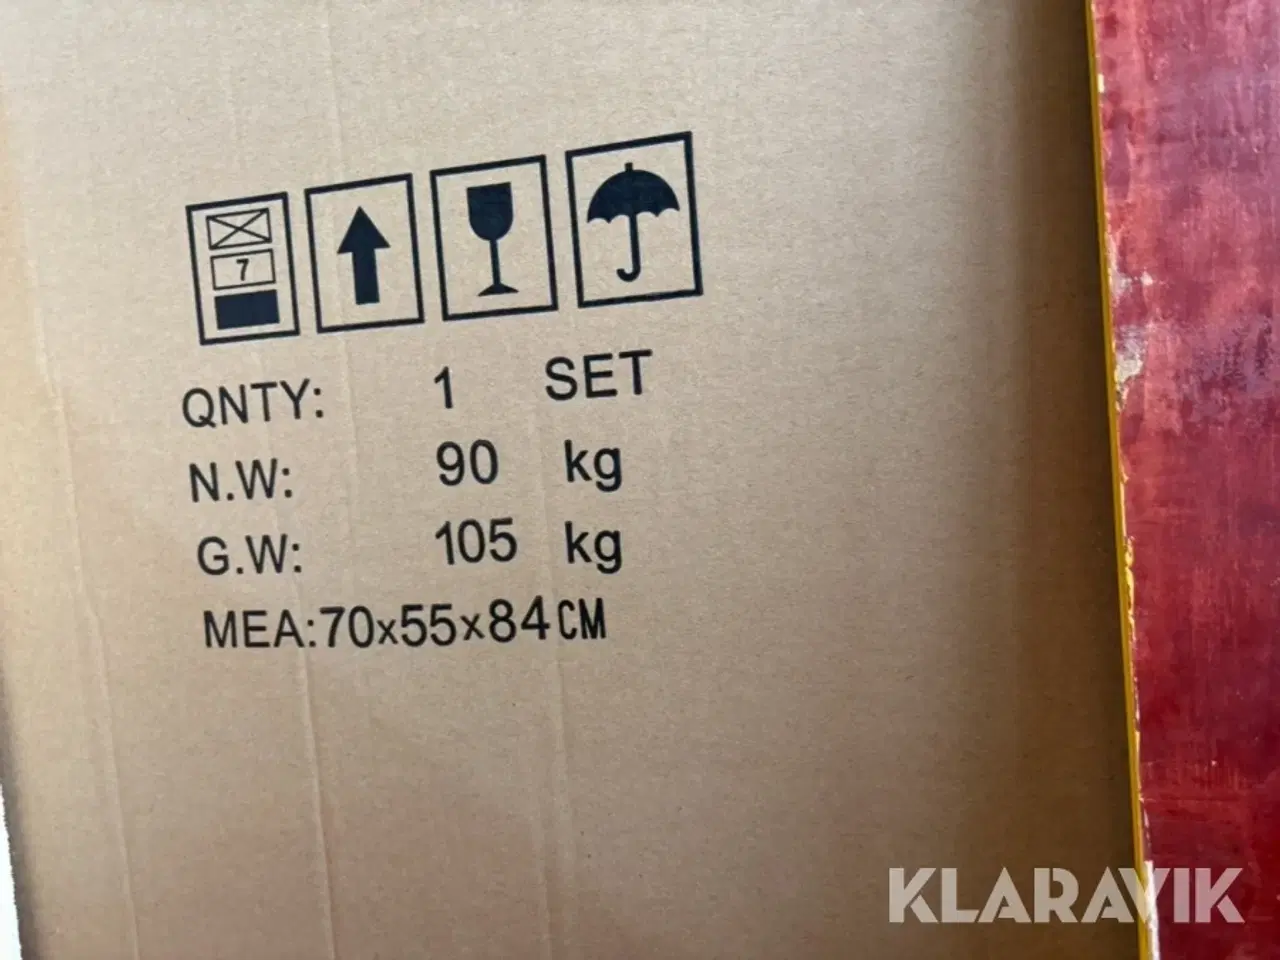 7
QNTY: 1 SET
N.W: 90 kg
G.W: 105 kg
MEA:70x55x84CM
KLARAVIK